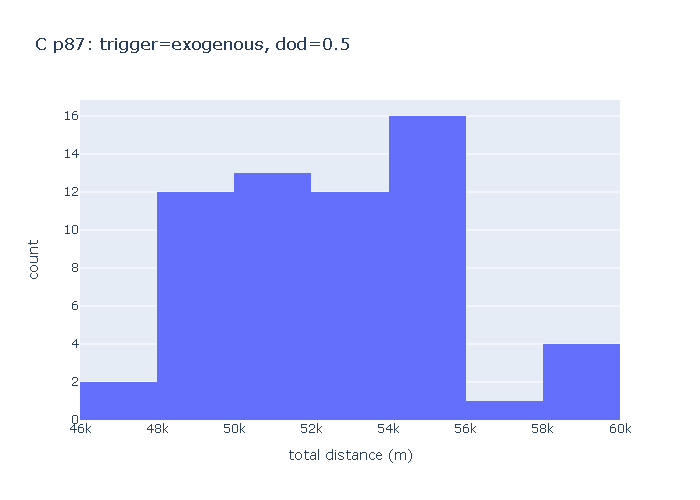 C p87: trigger=exogenous, dod=0.5
16
14
12
10
8
6
4
2
0
count
46k 48k 50k 52k 54k 56k 58k 60k
total distance (m)